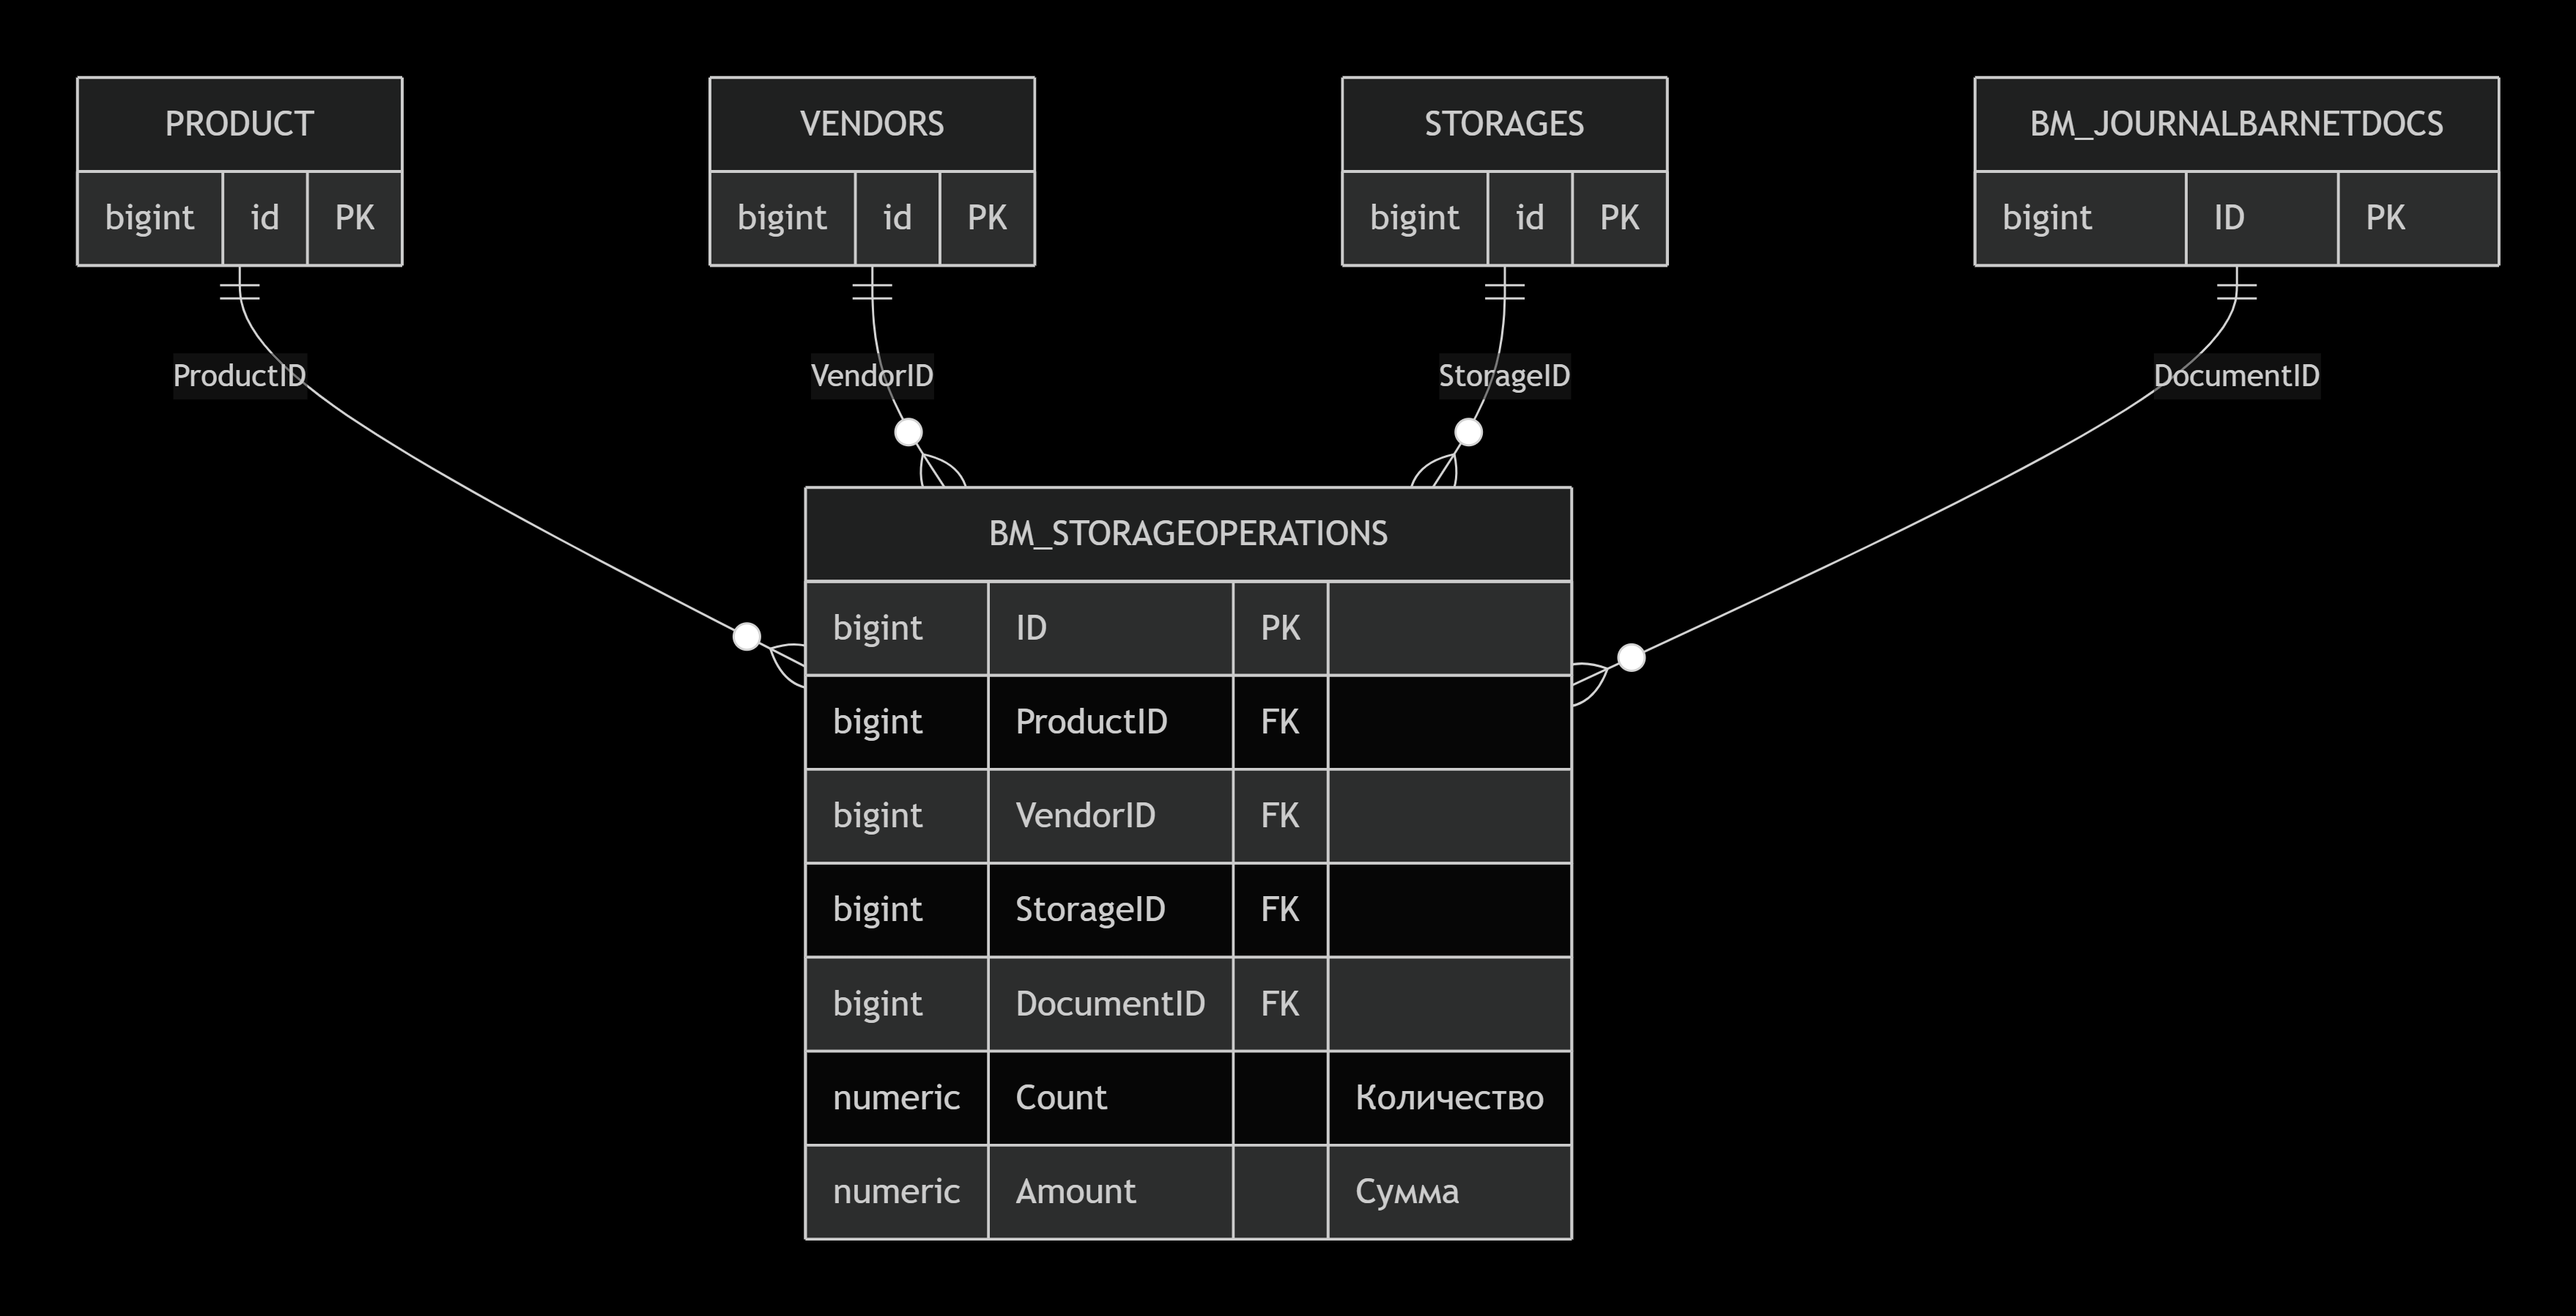 PRODUCT
bigint id PK
VENDORS
bigint id PK
STORAGES
bigint id PK
BM_JOURNALBARNETDOCS
bigint ID PK
ProductID
VendorID
StorageID
DocumentID
BM_STORAGEOPERATIONS
bigint ID PK
bigint ProductID FK
bigint VendorID FK
bigint StorageID FK
bigint DocumentID FK
numeric Count Количество
numeric Amount Сумма